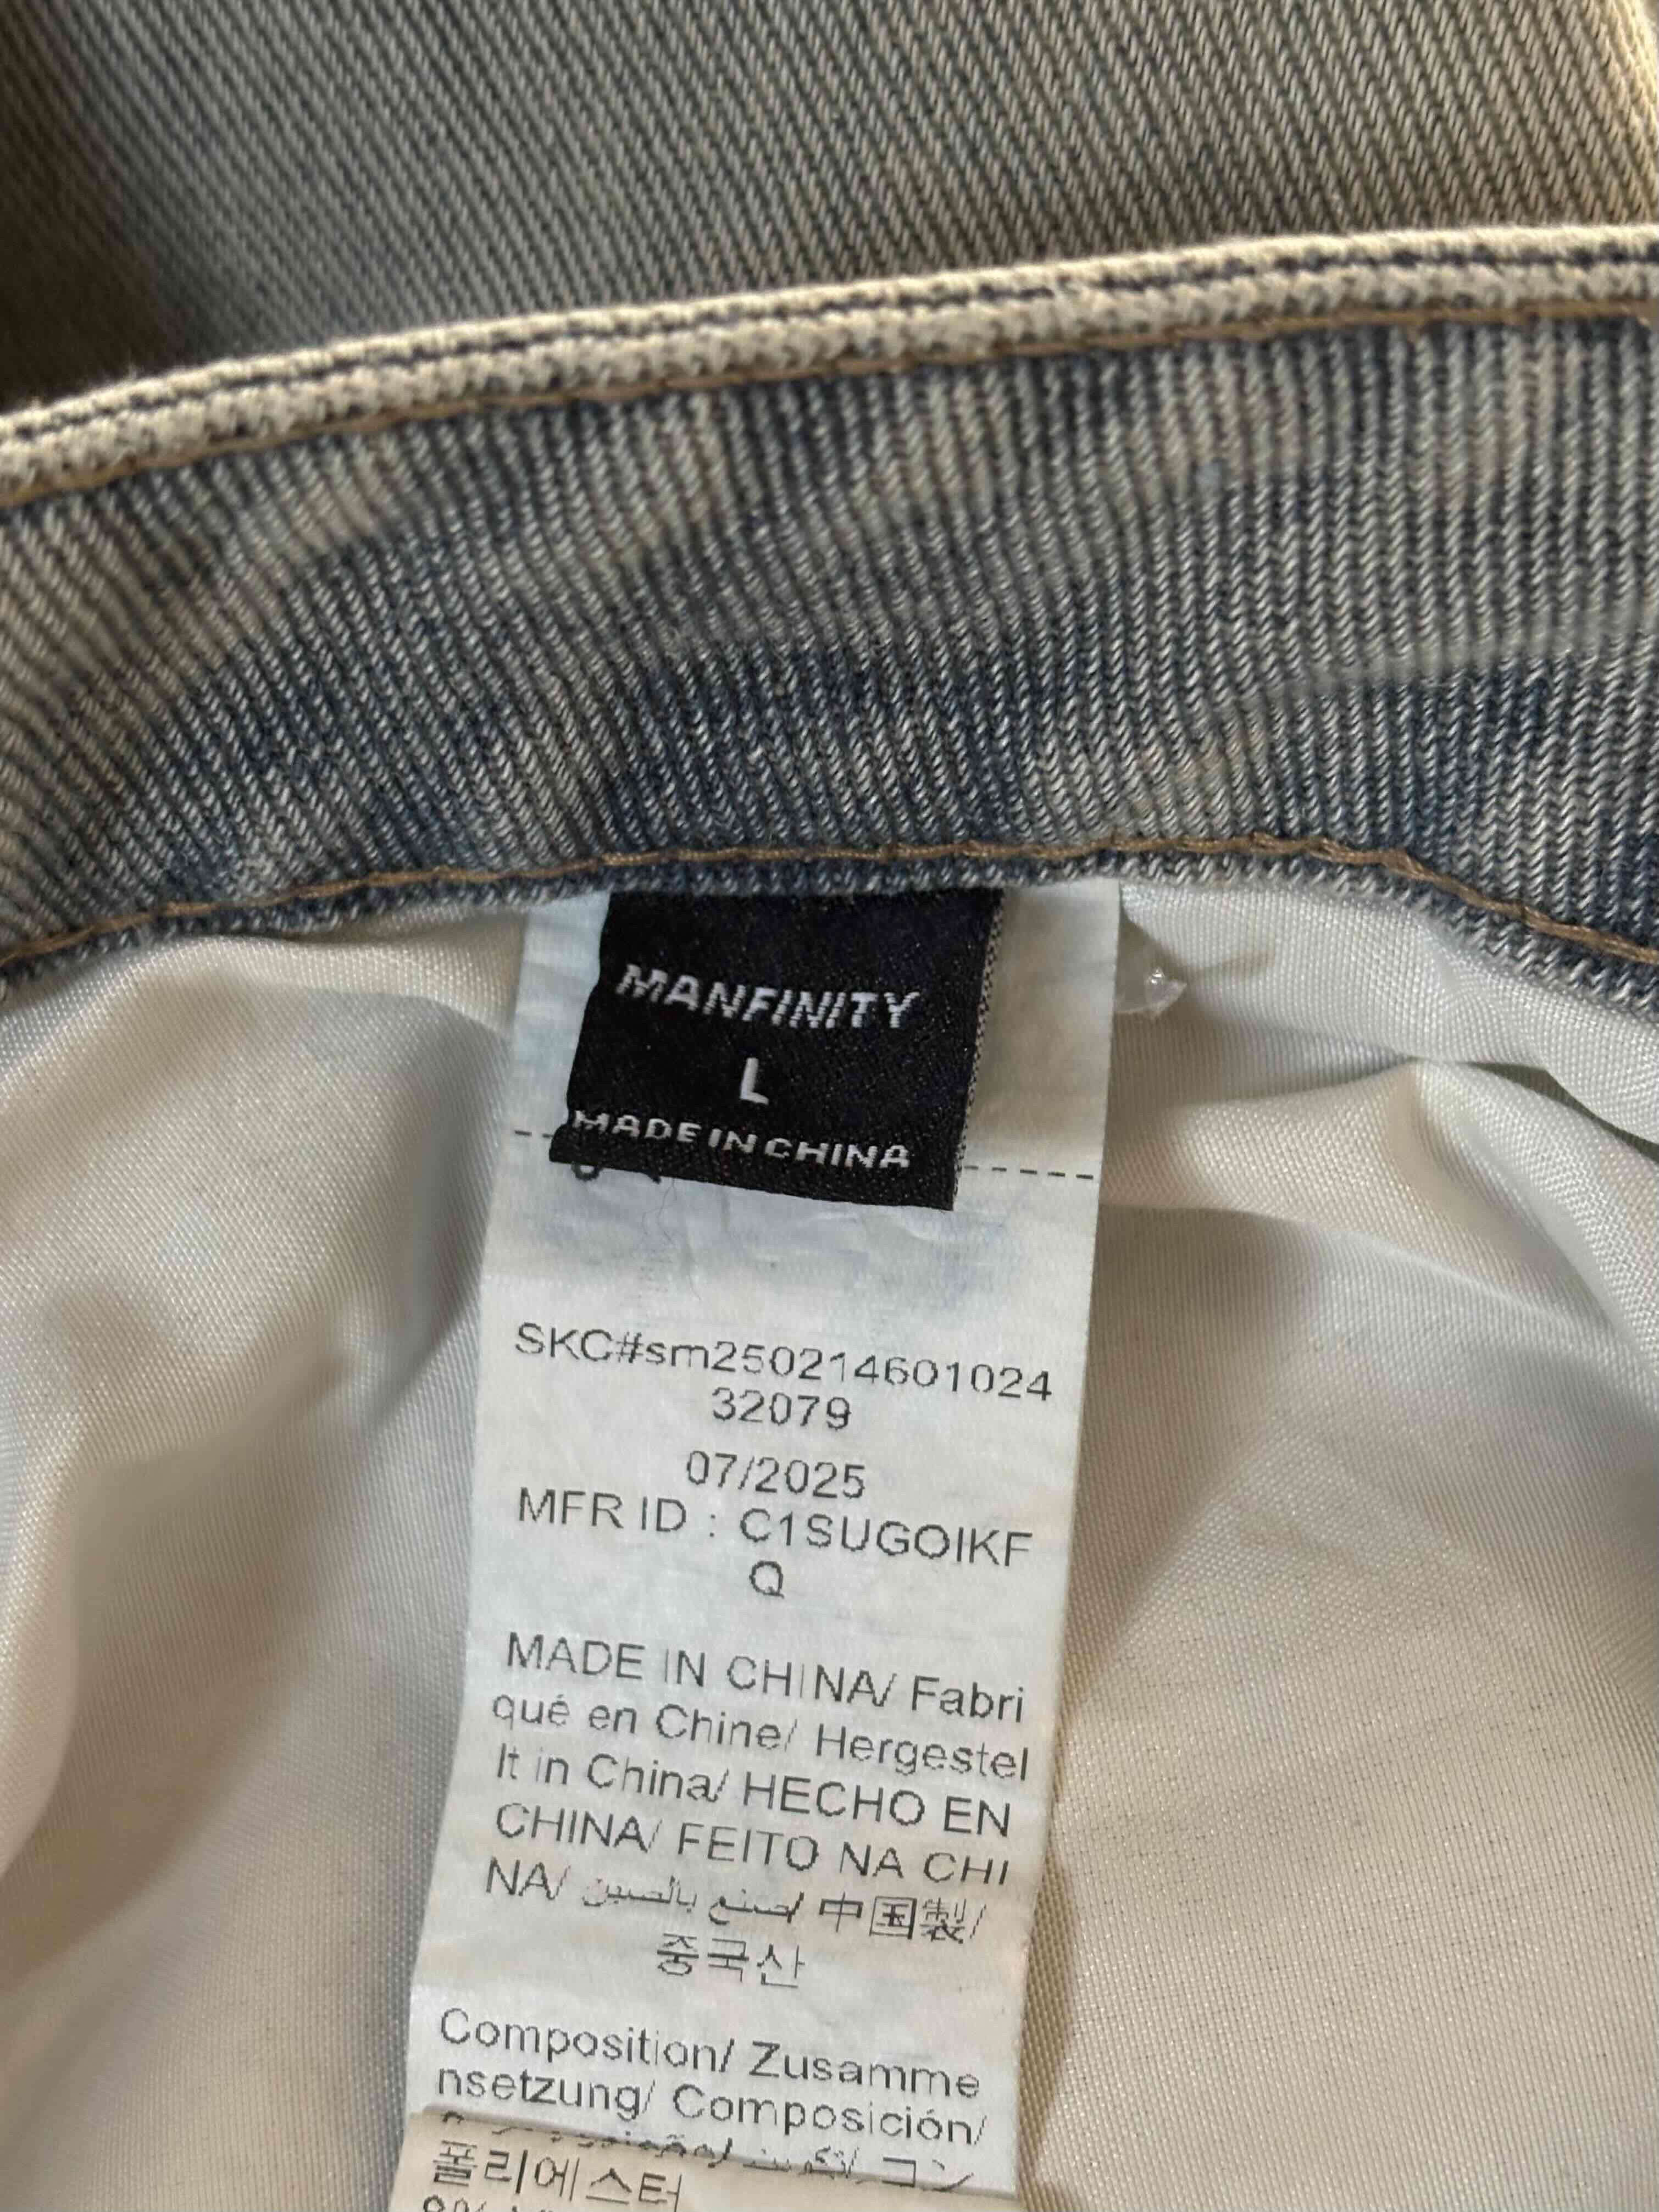 MANFINITY
L
MADE IN CHINA
SKC#sm250214601024
32079
07/2025
MFR ID : C1SUGOIKF
Q
MADE IN CHINA/ Fabri
qué en Chine/ Hergestel
lt in China/ HECHO EN
CHINA/ FEITO NA CHI
NA/ صنع بالصين/ 中国製/
중국산
Composition/ Zusamme
nsetzung/ Composición/
コン
폴리에스터